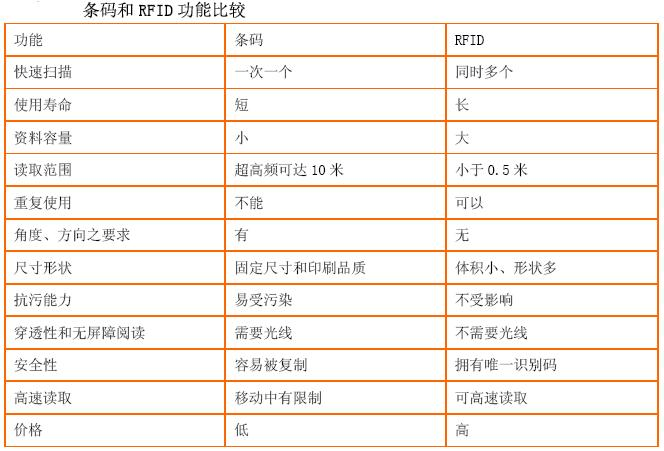 条码和 RFID 功能比较
功能 条码 RFID
快速扫描 一次一个 同时多个
使用寿命 短 长
资料容量 小 大
读取范围 超高频可达 10 米 小于 0.5 米
重复使用 不能 可以
角度、方向之要求 有 无
尺寸形状 固定尺寸和印刷品质 体积小、形状多
抗污能力 易受污染 不受影响
穿透性和无屏障阅读 需要光线 不需要光线
安全性 容易被复制 拥有唯一识别码
高速读取 移动中有限制 可高速读取
价格 低 高